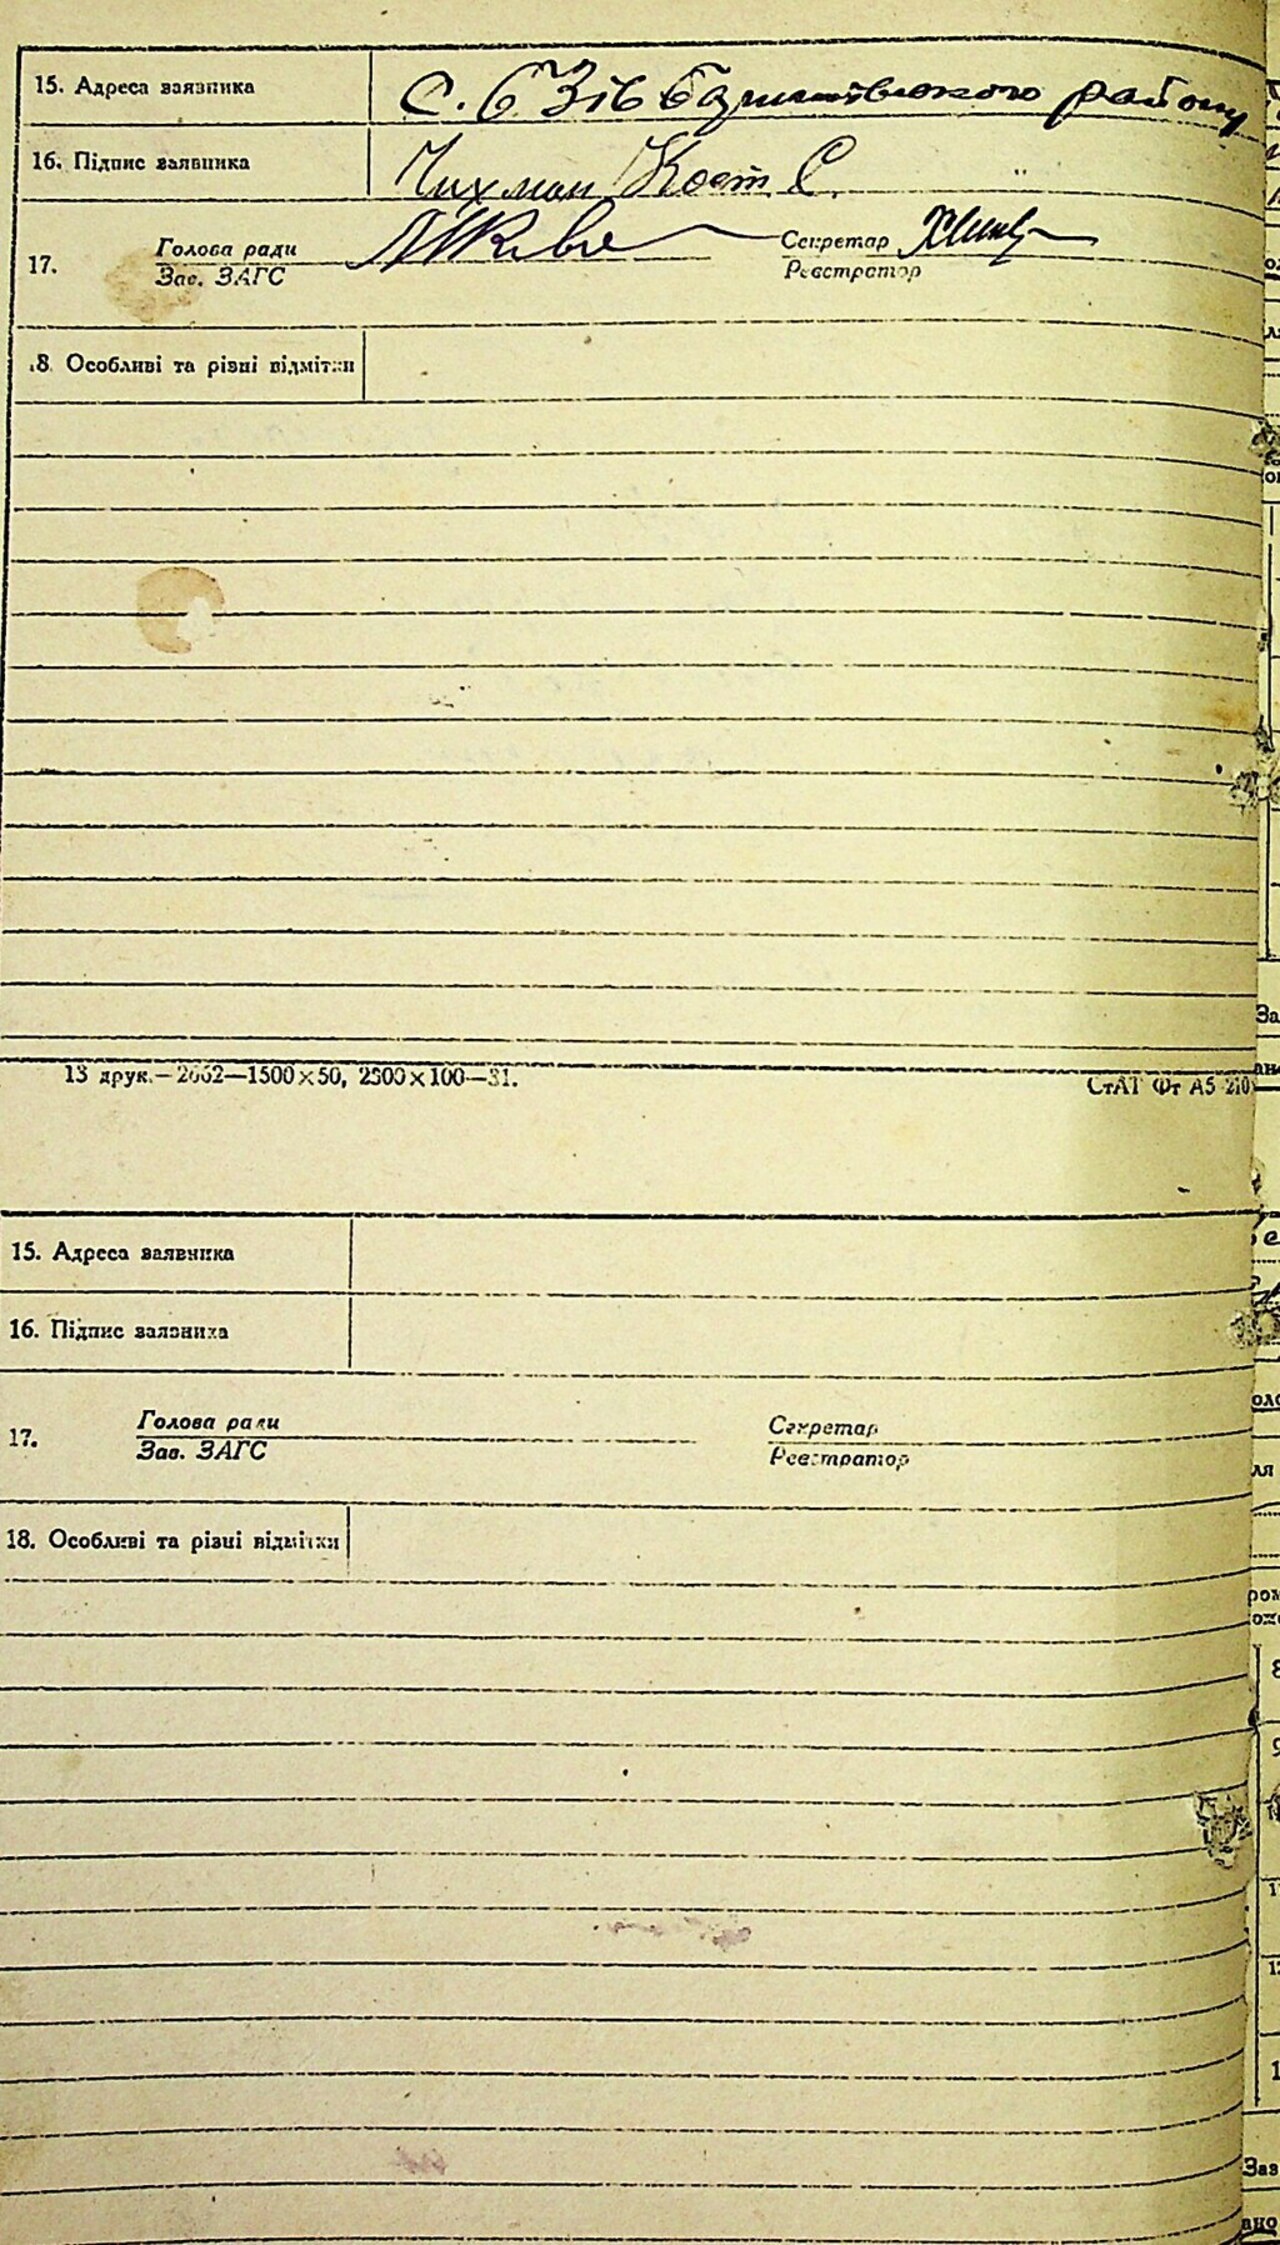 15. Адреса заявника
с. району
16. Підпис заявника Чихман Кост С.
17. Голова ради Секретар
Зав. ЗАГС Реєстратор
18. Особливі та різні відмітки
13 друк.—2662—1500×50, 2500×100—31.
СтАТ Фт А5 210
15. Адреса заявника
16. Підпис заявника
17. Голова ради Секретар
Зав. ЗАГС Реєстратор
18. Особливі та різні відмітки